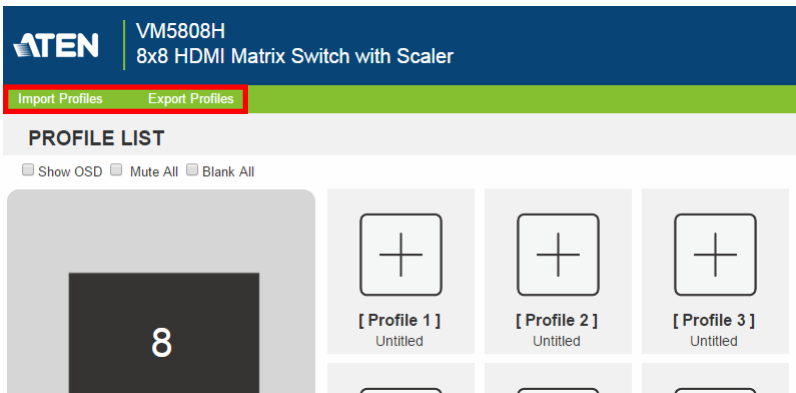 ATEN
VM5808H
8x8 HDMI Matrix Switch with Scaler
Import Profiles Export Profiles
PROFILE LIST
Show OSD Mute All Blank All
8
[ Profile 1 ] [ Profile 2 ] [ Profile 3 ]
Untitled Untitled Untitled